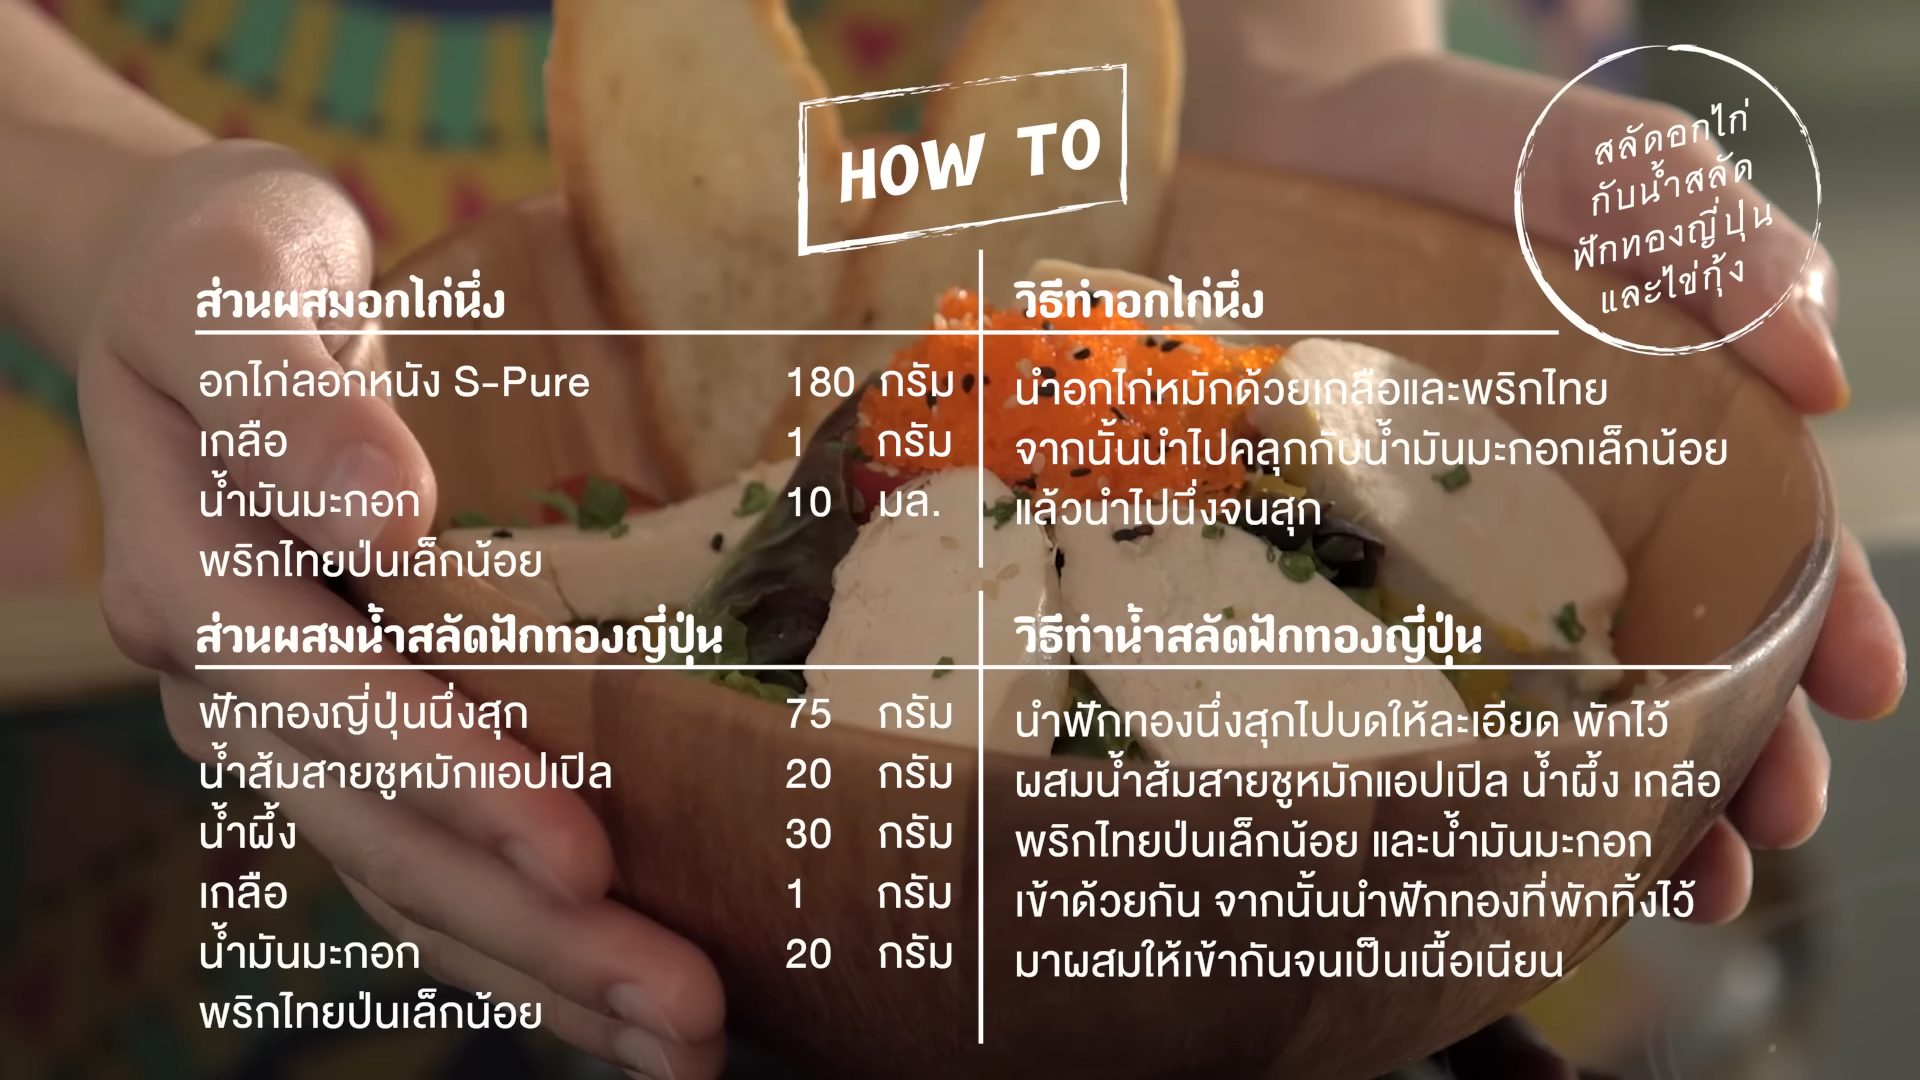 HOW TO
สลัดอกไก่
กับน้ำสลัด
ฟักทองญี่ปุ่น
และไข่กุ้ง
ส่วนผสมอกไก่นึ่ง
อกไก่ลอกหนัง S-Pure 180 กรัม
เกลือ 1 กรัม
น้ำมันมะกอก 10 มล.
พริกไทยป่นเล็กน้อย
วิธีทำอกไก่นึ่ง
นำอกไก่หมักด้วยเกลือและพริกไทย
จากนั้นนำไปคลุกกับน้ำมันมะกอกเล็กน้อย
แล้วนำไปนึ่งจนสุก
ส่วนผสมน้ำสลัดฟักทองญี่ปุ่น
ฟักทองญี่ปุ่นนึ่งสุก 75 กรัม
น้ำส้มสายชูหมักแอปเปิล 20 กรัม
น้ำผึ้ง 30 กรัม
เกลือ 1 กรัม
น้ำมันมะกอก 20 กรัม
พริกไทยป่นเล็กน้อย
วิธีทำน้ำสลัดฟักทองญี่ปุ่น
นำฟักทองนึ่งสุกไปบดให้ละเอียด พักไว้
ผสมน้ำส้มสายชูหมักแอปเปิล น้ำผึ้ง เกลือ
พริกไทยป่นเล็กน้อย และน้ำมันมะกอก
เข้าด้วยกัน จากนั้นนำฟักทองที่พักทิ้งไว้
มาผสมให้เข้ากันจนเป็นเนื้อเนียน